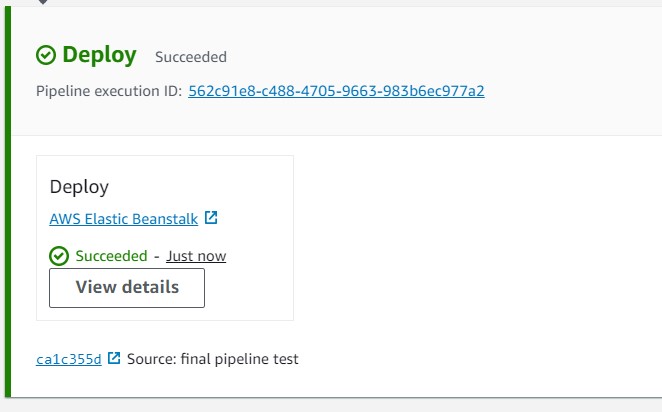 Deploy Succeeded
Pipeline execution ID: 562c91e8-c488-4705-9663-983b6ec977a2
Deploy
AWS Elastic Beanstalk
Succeeded - Just now
View details
ca1c355d Source: final pipeline test